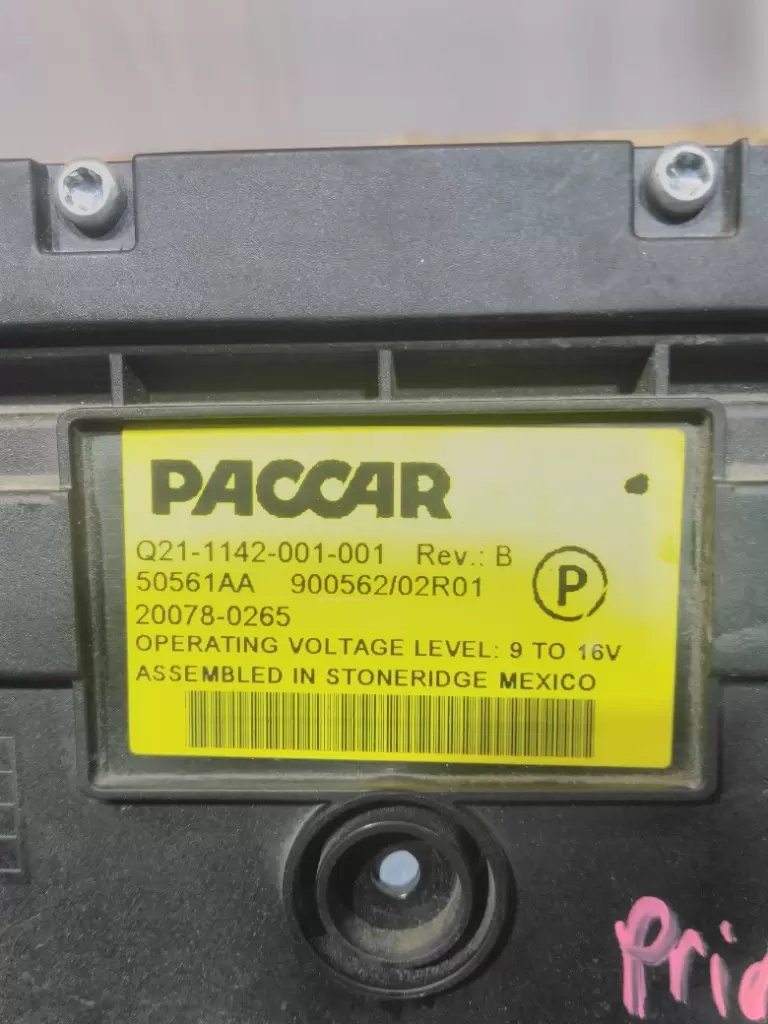 PACCAR
Q21-1142-001-001 Rev.: B
50561AA 900562/02R01
P
20078-0265
OPERATING VOLTAGE LEVEL: 9 TO 16V
ASSEMBLED IN STONERIDGE MEXICO